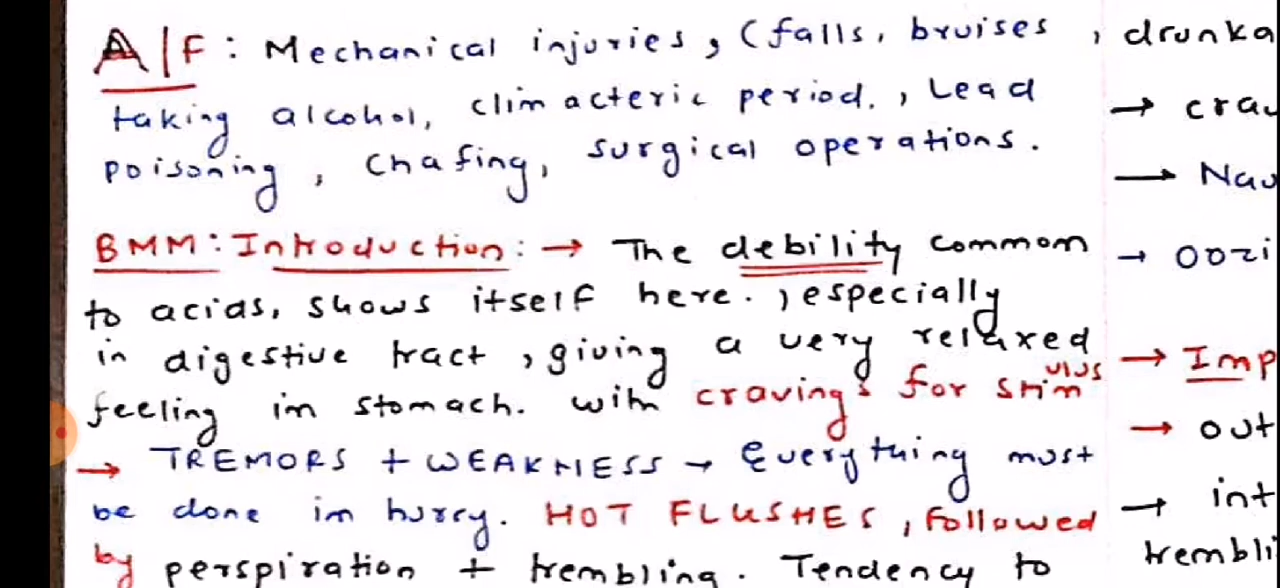 A/F: Mechanical injuries, (falls, bruises
taking alcohol, climacteric period., Lead
poisoning, Chafing, surgical operations.
BMM: Introduction: → The debility common
to acids, shows itself here., especially
in digestive tract, giving a very relaxed
feeling in stomach. with cravings for stimulus
→ TREMORS + WEAKNESS → Everything must
be done in hurry. HOT FLUSHES, followed
by perspiration + trembling. Tendency to
, drunka
→ crav
→ Nau
→ oozi
→ Imp
→ out
→ int
trembli